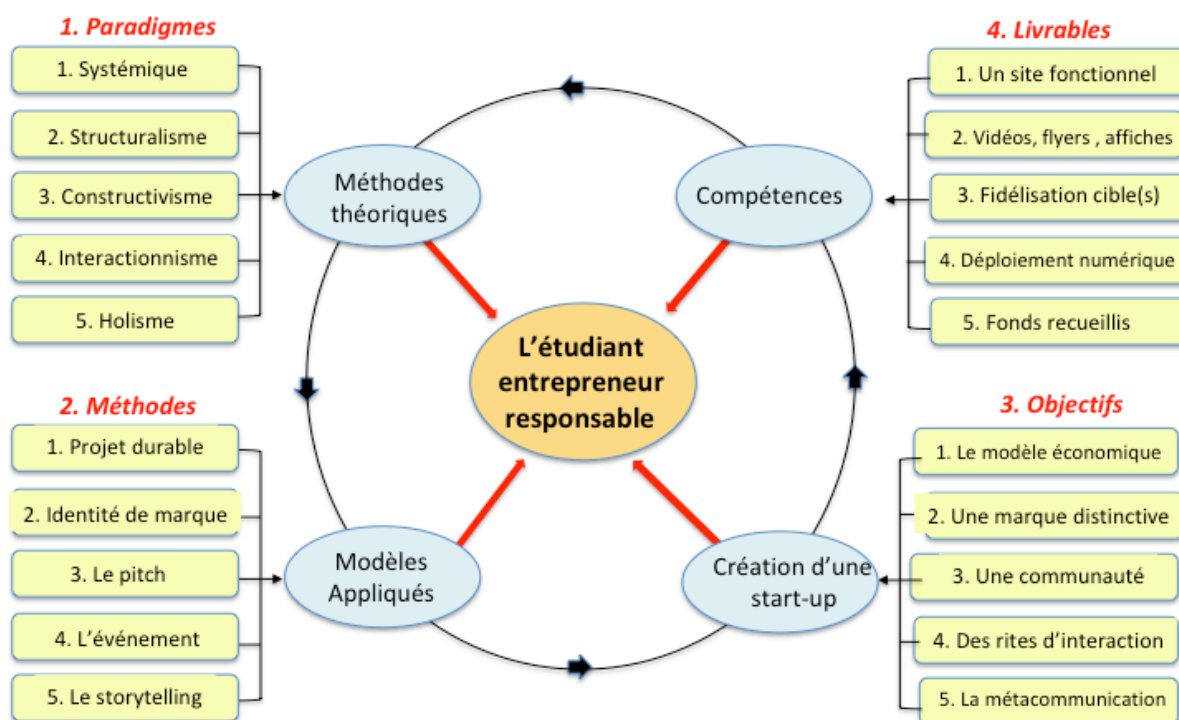 1. Paradigmes
1. Systémique
2. Structuralisme
3. Constructivisme
4. Interactionnisme
5. Holisme
2. Méthodes
1. Projet durable
2. Identité de marque
3. Le pitch
4. L'événement
5. Le storytelling
Méthodes
théoriques
Modèles
Appliqués
L'étudiant
entrepreneur
responsable
Compétences
Création d'une
start-up
4. Livrables
1. Un site fonctionnel
2. Vidéos, flyers , affiches
3. Fidélisation cible(s)
4. Déploiement numérique
5. Fonds recueillis
3. Objectifs
1. Le modèle économique
2. Une marque distinctive
3. Une communauté
4. Des rites d'interaction
5. La métacommunication